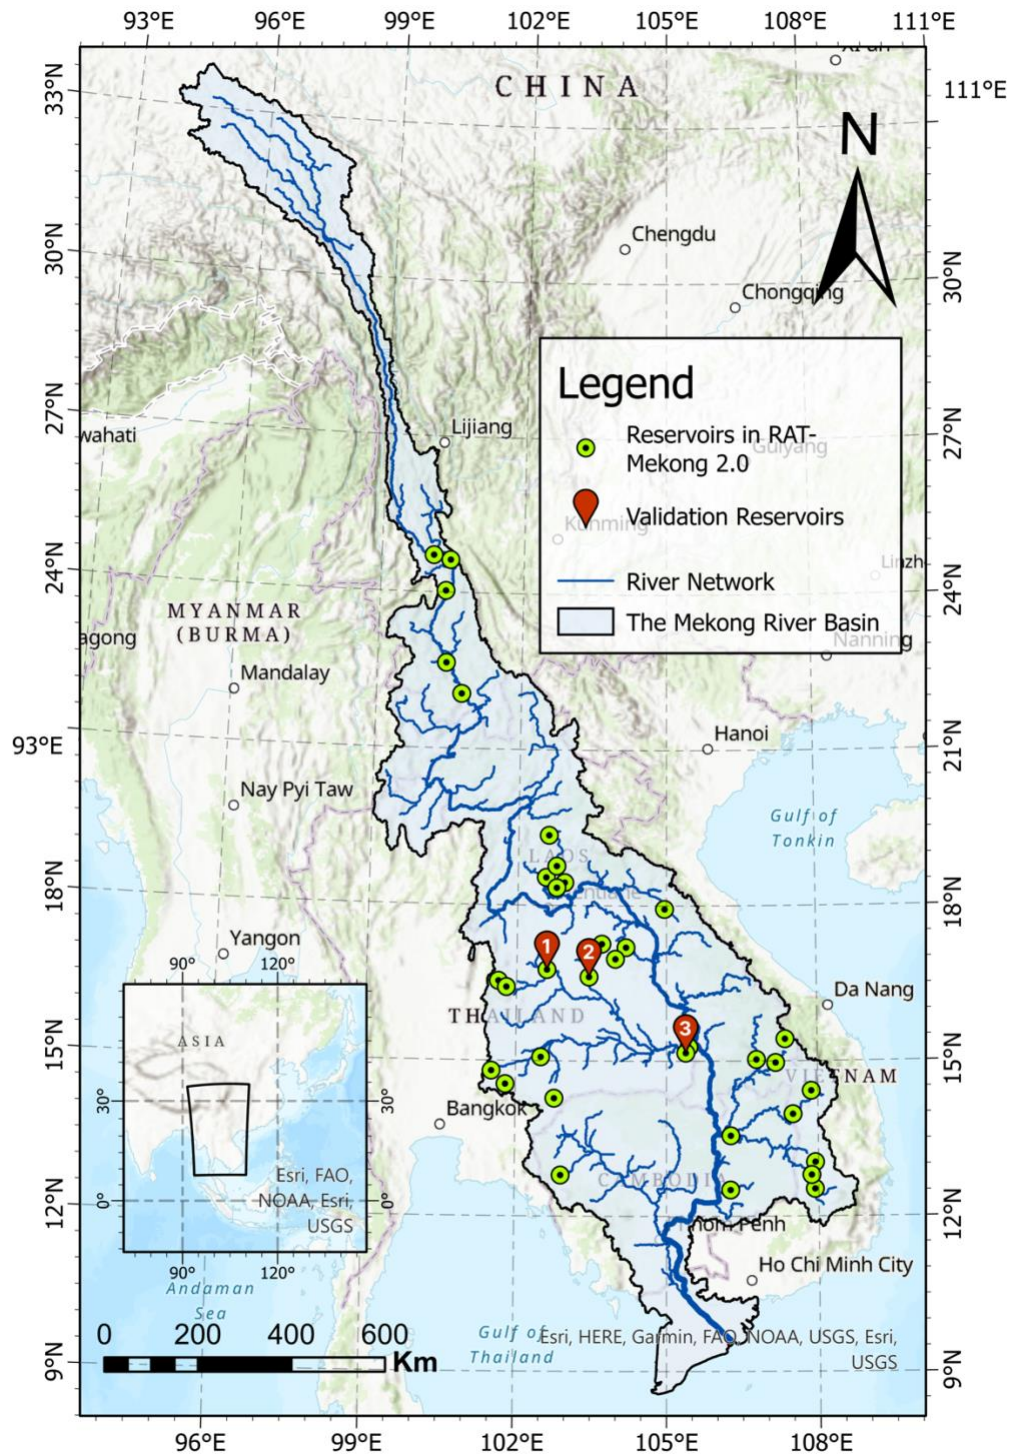 93°E 96°E 99°E 102°E 105°E 108°E 111°E
33°N
111°E
CHINA
N
Chengdu
30°N
30°N
Chongqing
Legend
Reservoirs in RAT-
Mekong 2.0
Guiyang
Validation Reservoirs
Kunming
River Network
The Mekong River Basin
Nanning
27°N
27°N
wahati
Lijiang
24°N
24°N
Linzh
MYANMAR
(BURMA)
agong
Mandalay
Hanoi
93°E
21°N
Nay Pyi Taw
Gulf of
Tonkin
LAOS
18°N
18°N
Yangon
1
2
Da Nang
THAILAND
3
15°N
15°N
VIETNAM
Bangkok
CAMBODIA
12°N
12°N
Phnom Penh
Ho Chi Minh City
90° 120°
ASIA
30°
30°
0°
0°
Esri, FAO,
NOAA, Esri,
USGS
90° 120°
Andaman
Sea
0 200 400 600
Km
Gulf of
Thailand
Esri, HERE, Garmin, FAO, NOAA, USGS, Esri,
USGS
9°N
9°N
96°E 99°E 102°E 105°E 108°E